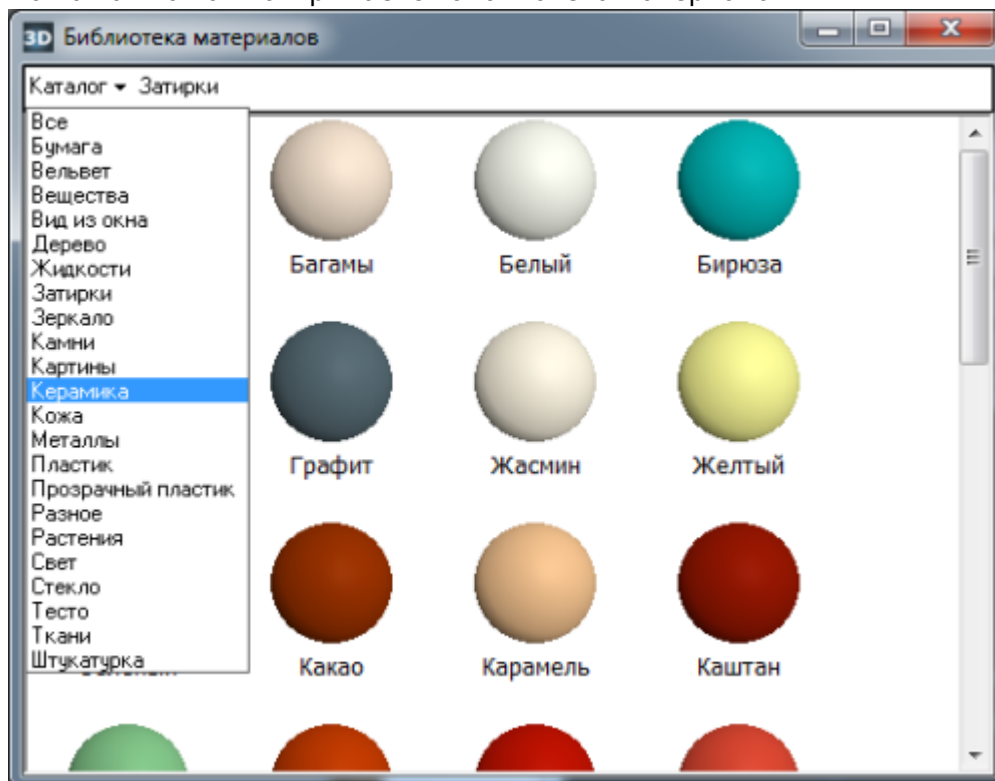 3D Библиотека материалов
Каталог Затирки
Все
Бумага
Вельвет
Вещества
Вид из окна
Дерево
Жидкости
Затирки
Зеркало
Камни
Картины
Керамика
Кожа
Металлы
Пластик
Прозрачный пластик
Разное
Растения
Свет
Стекло
Тесто
Ткани
Штукатурка
Багамы Белый Бирюза
Графит Жасмин Желтый
Какао Карамель Каштан